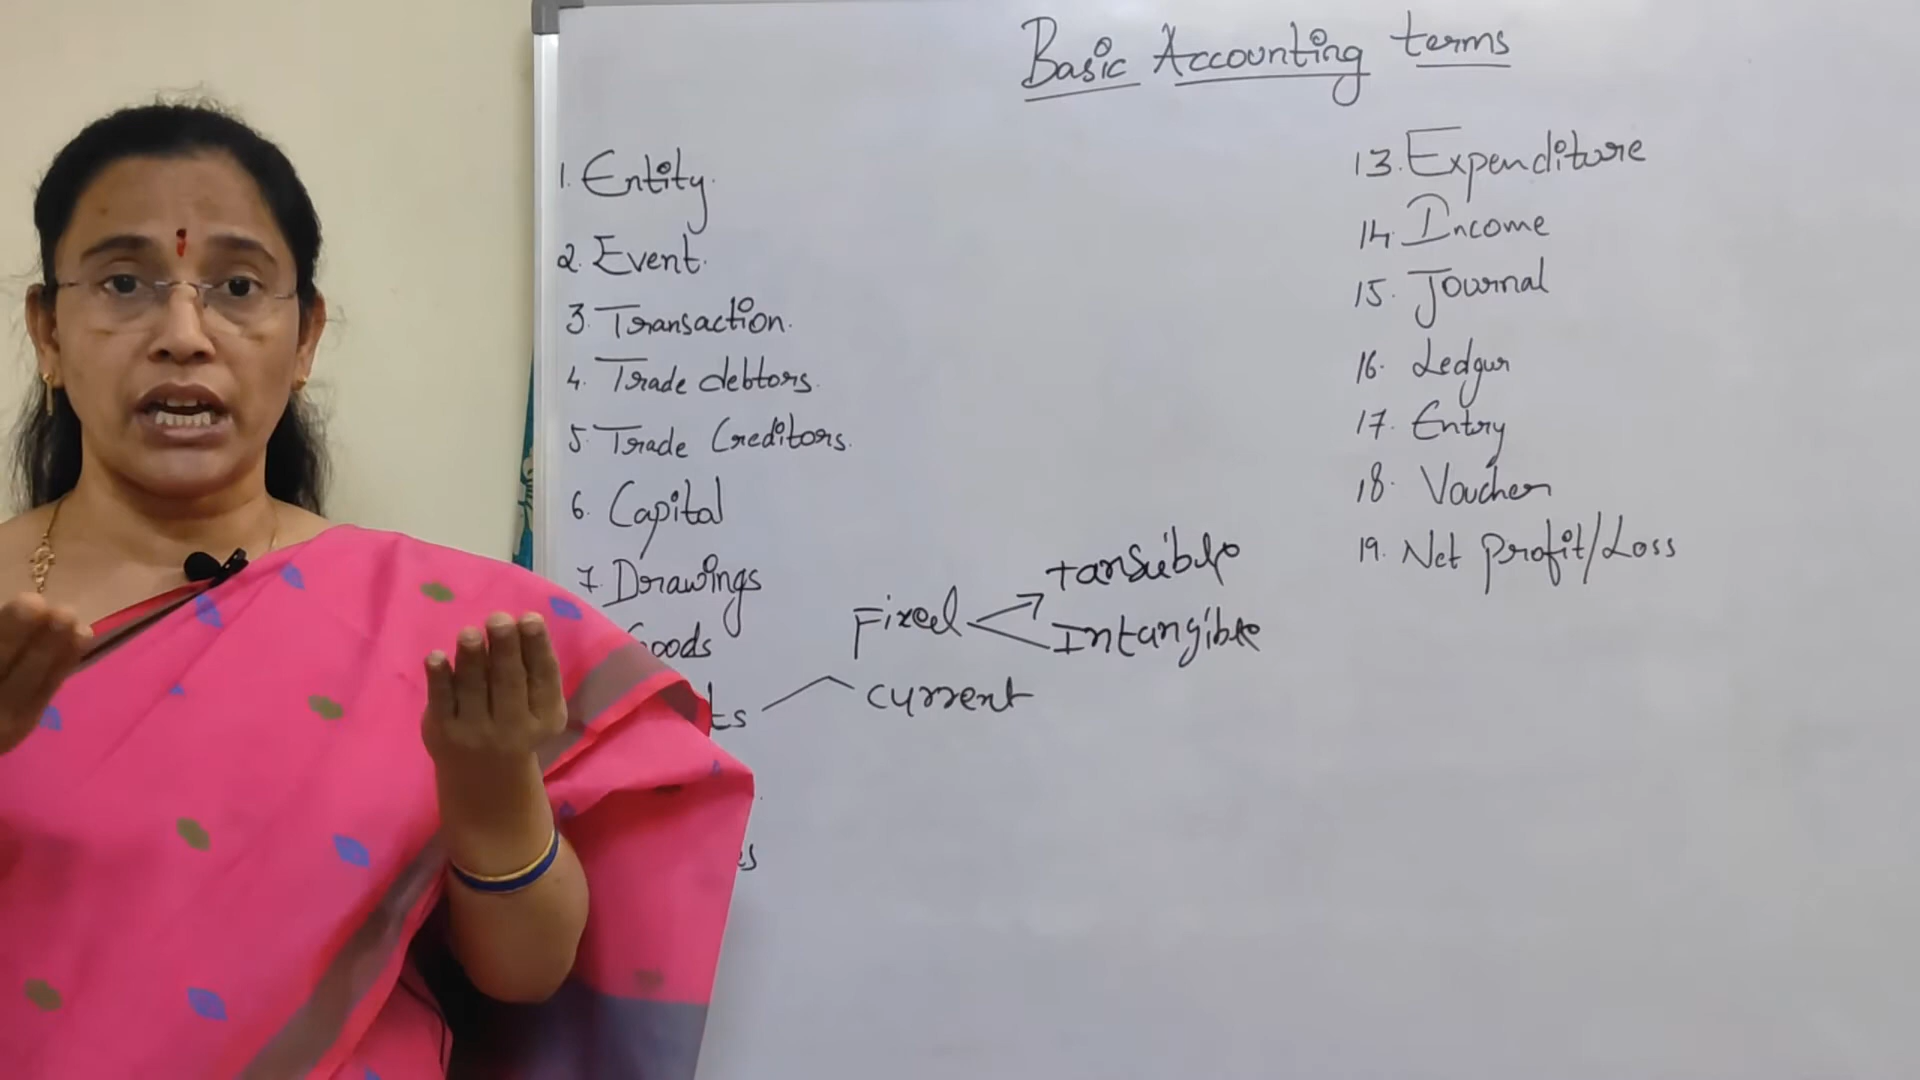 Basic Accounting terms
1. Entity.
2. Event.
3. Transaction.
4. Trade debtors.
5. Trade Creditors.
6. Capital
7. Drawings
Goods
ts
Fixed
tansible
Intangible
current
es
13. Expenditure
14. Income
15. Journal
16. Ledger
17. Entry
18. Voucher
19. Net Profit/Loss